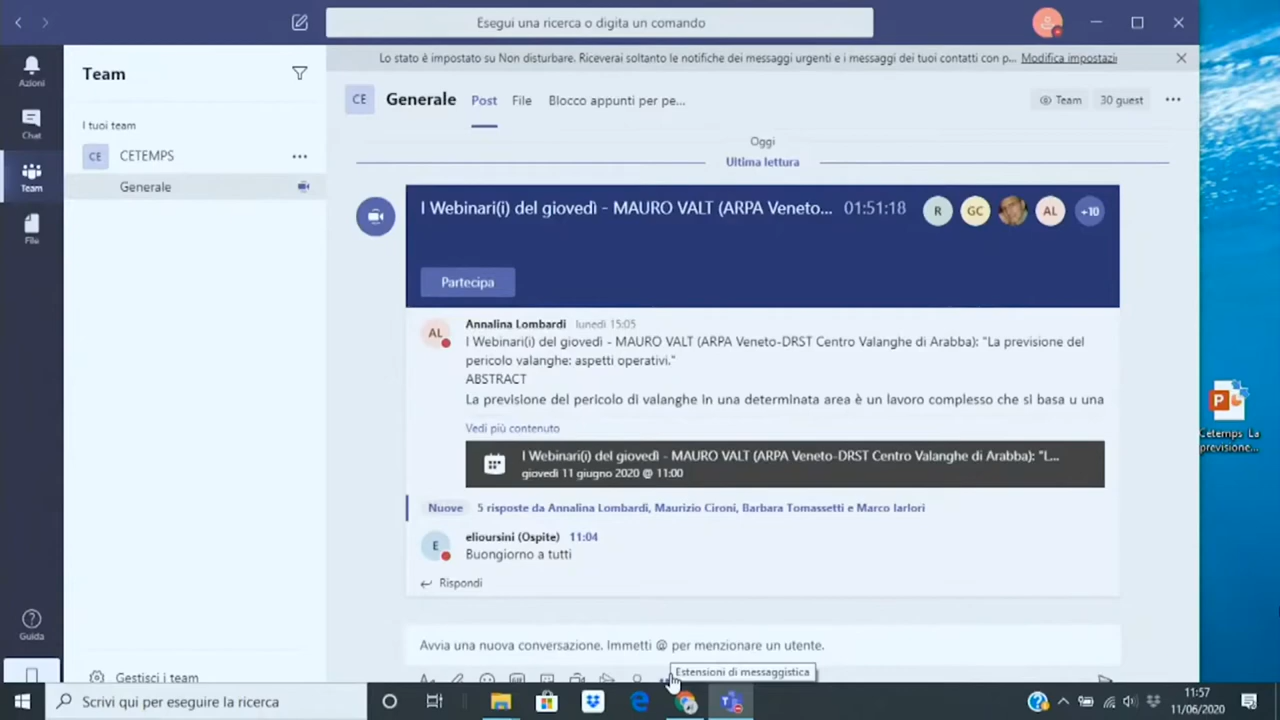 Esegui una ricerca o digita un comando
Lo stato è impostato su Non disturbare. Riceverai soltanto le notifiche dei messaggi urgenti e i messaggi dei tuoi contatti con p... Modifica impostazi
Azioni
Chat
Team
File
Guida
Team
I tuoi team
CE CETEMPS
Generale
Gestisci i team
CE Generale Post File Blocco appunti per pe... Team 30 guest
Oggi
Ultima lettura
I Webinari(i) del giovedì - MAURO VALT (ARPA Veneto... 01:51:18 R GC AL +10
Partecipa
AL Annalina Lombardi lunedì 15:05
I Webinari(i) del giovedì - MAURO VALT (ARPA Veneto-DRST Centro Valanghe di Arabba): "La previsione del
pericolo valanghe: aspetti operativi."
ABSTRACT
La previsione del pericolo di valanghe in una determinata area è un lavoro complesso che si basa u una
Vedi più contenuto
I Webinari(i) del giovedì - MAURO VALT (ARPA Veneto-DRST Centro Valanghe di Arabba): "L...
giovedì 11 giugno 2020 @ 11:00
Nuove 5 risposte da Annalina Lombardi, Maurizio Cironi, Barbara Tomassetti e Marco Iarlori
E elioursini (Ospite) 11:04
Buongiorno a tutti
Rispondi
Avvia una nuova conversazione. Immetti @ per menzionare un utente.
Estensioni di messaggistica
Cetemps La
previsione...
Scrivi qui per eseguire la ricerca
11:57
11/06/2020